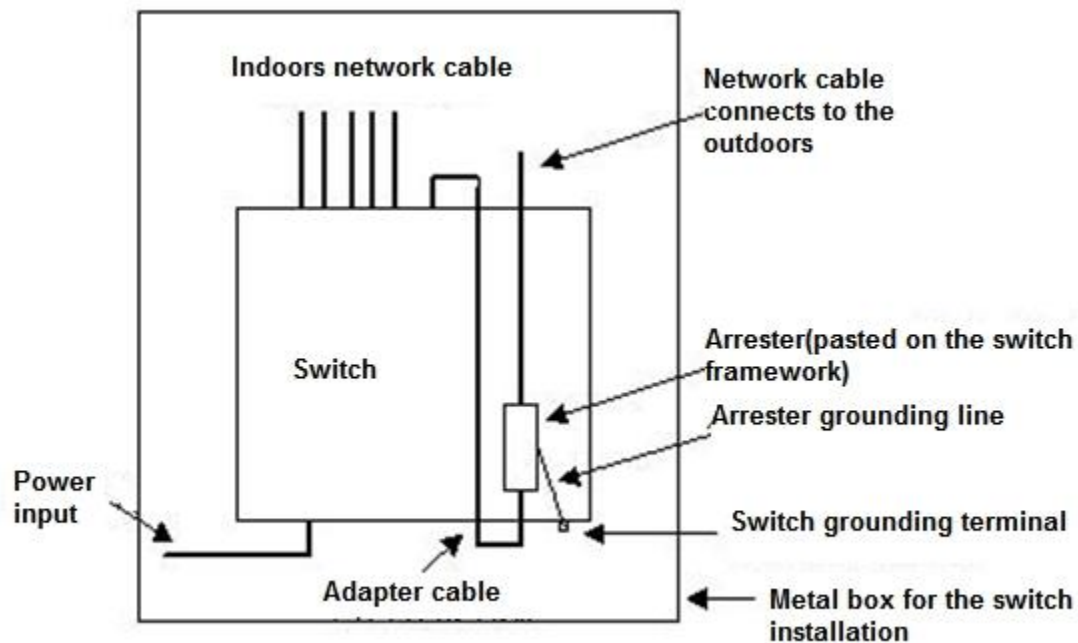 Indoors network cable
Network cable
connects to the
outdoors
Switch
Arrester(pasted on the switch
framework)
Arrester grounding line
Power
input
Switch grounding terminal
Adapter cable
Metal box for the switch
installation